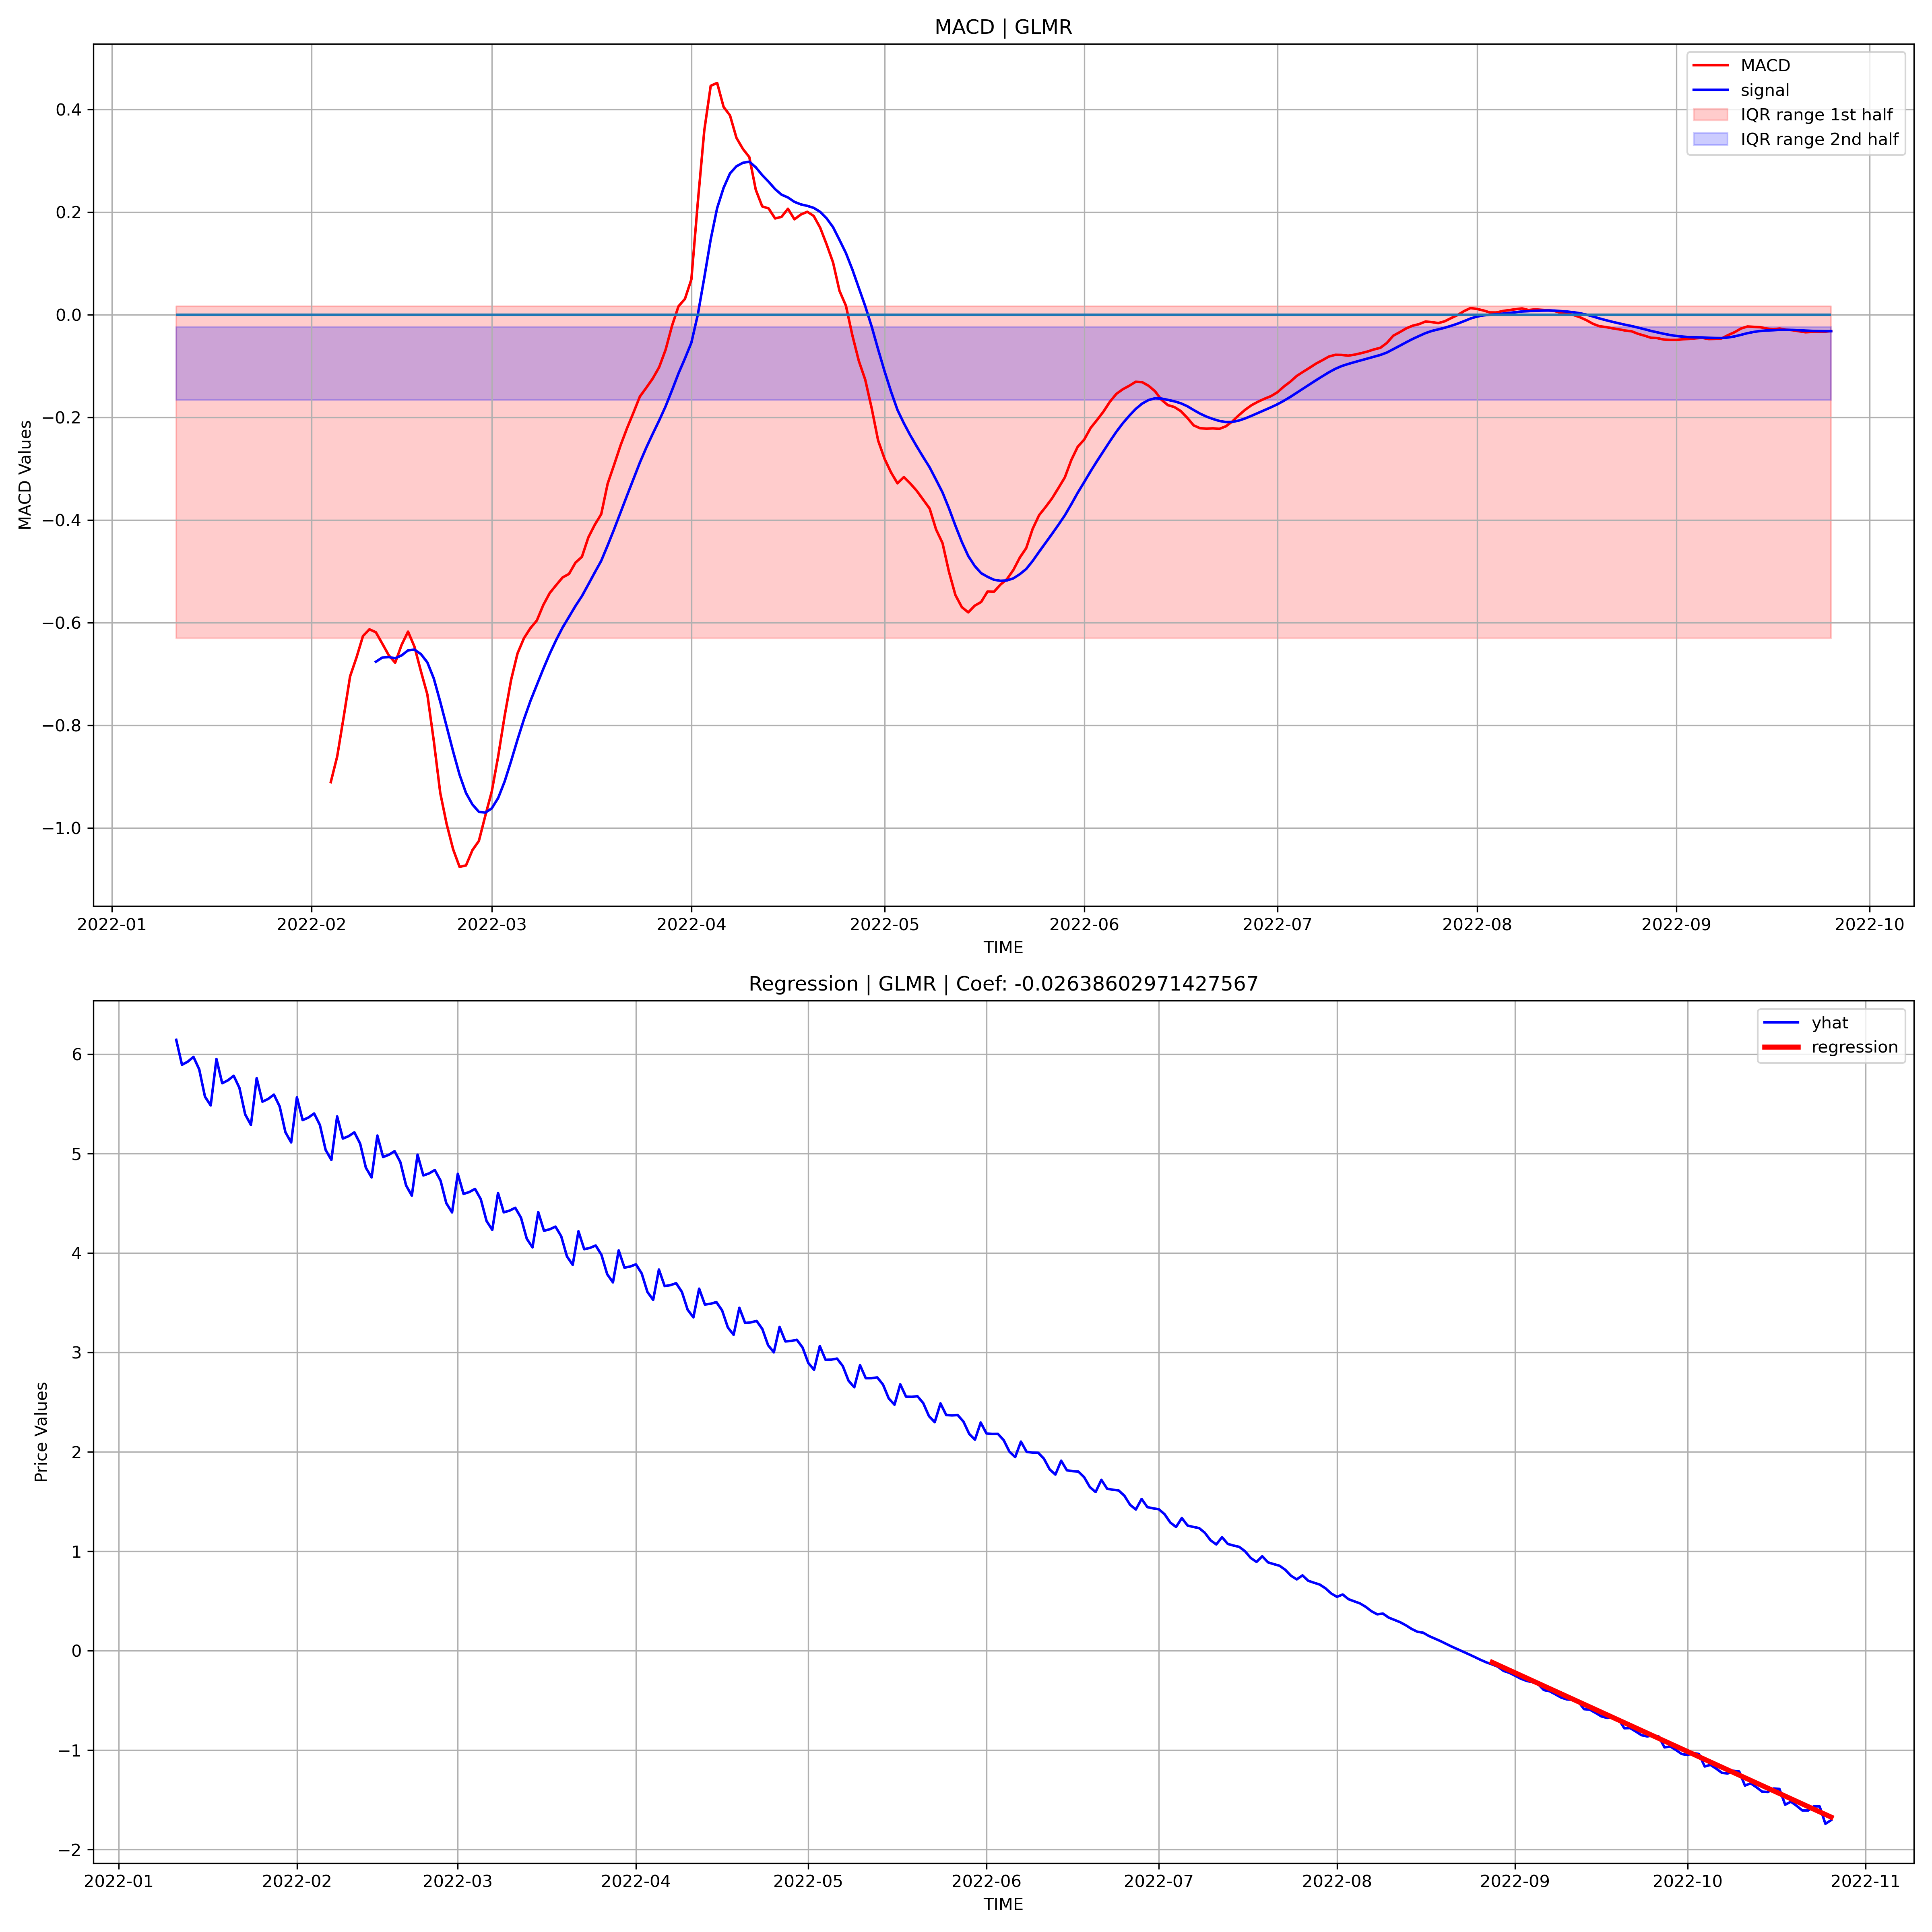 MACD | GLMR
MACD
signal
IQR range 1st half
IQR range 2nd half
0.4
0.2
0.0
−0.2
−0.4
−0.6
−0.8
−1.0
MACD Values
2022-01 2022-02 2022-03 2022-04 2022-05 2022-06 2022-07 2022-08 2022-09 2022-10
TIME
Regression | GLMR | Coef: -0.02638602971427567
yhat
regression
6
5
4
3
2
1
0
−1
−2
Price Values
2022-01 2022-02 2022-03 2022-04 2022-05 2022-06 2022-07 2022-08 2022-09 2022-10 2022-11
TIME